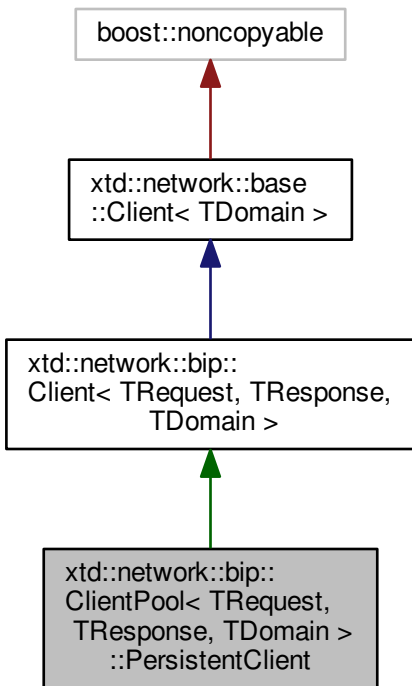 boost::noncopyable
xtd::network::base
::Client< TDomain >
xtd::network::bip::
Client< TRequest, TResponse,
TDomain >
xtd::network::bip::
ClientPool< TRequest,
TResponse, TDomain >
::PersistentClient